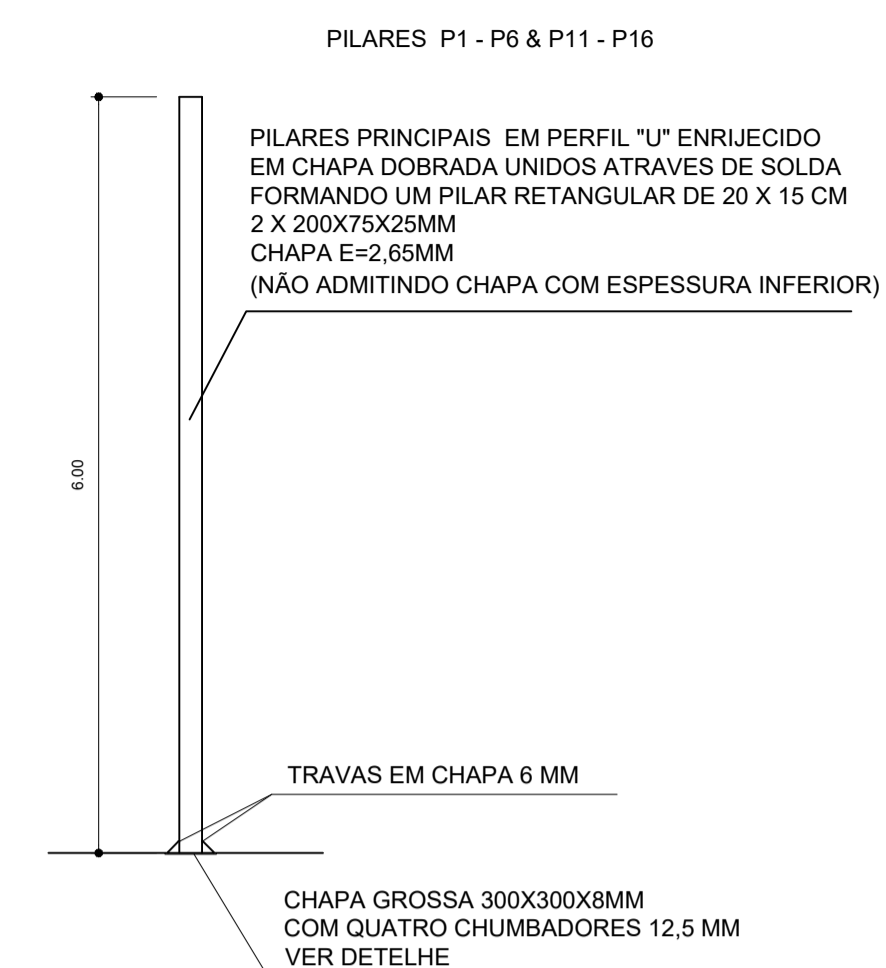 PILARES P1 - P6 & P11 - P16
PILARES PRINCIPAIS EM PERFIL "U" ENRIJECIDO
EM CHAPA DOBRADA UNIDOS ATRAVES DE SOLDA
FORMANDO UM PILAR RETANGULAR DE 20 X 15 CM
2 X 200X75X25MM
CHAPA E=2,65MM
(NÃO ADMITINDO CHAPA COM ESPESSURA INFERIOR)
6.00
TRAVAS EM CHAPA 6 MM
CHAPA GROSSA 300X300X8MM
COM QUATRO CHUMBADORES 12,5 MM
VER DETELHE